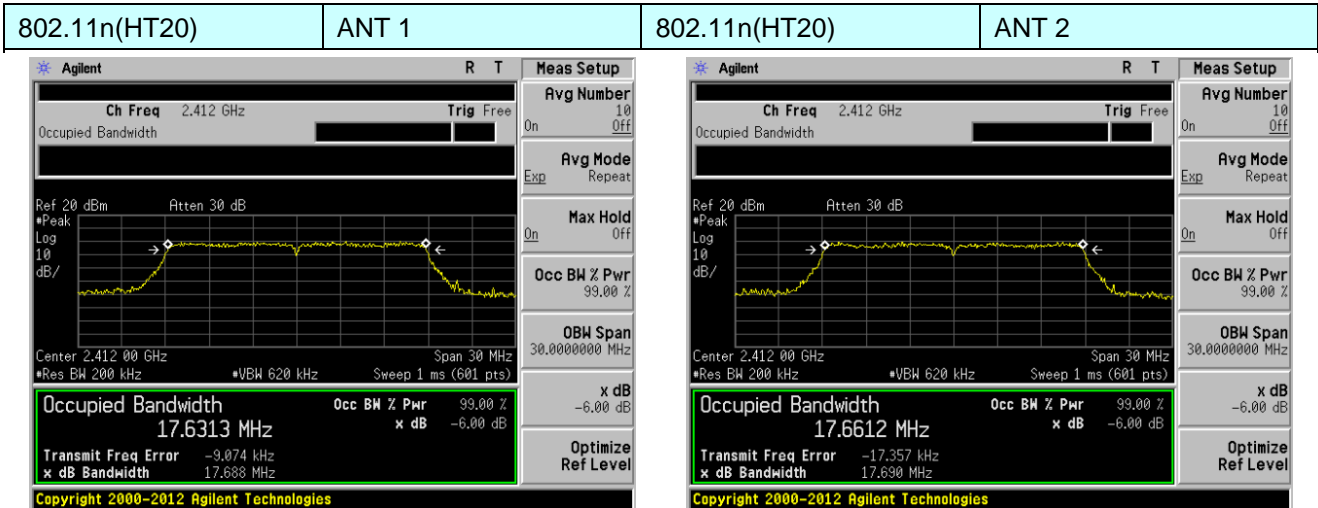 802.11n(HT20) ANT 1 802.11n(HT20) ANT 2
Agilent R T Meas Setup
Ch Freq 2.412 GHz Trig Free
Occupied Bandwidth
Avg Number
10
On Off
Avg Mode
Exp Repeat
Ref 20 dBm Atten 30 dB
#Peak
Log
10
dB/
Max Hold
On Off
Occ BW % Pwr
99.00 %
Center 2.412 00 GHz Span 30 MHz
#Res BW 200 kHz #VBW 620 kHz Sweep 1 ms (601 pts)
OBW Span
30.0000000 MHz
Occupied Bandwidth Occ BW % Pwr 99.00 %
17.6313 MHz x dB -6.00 dB
Transmit Freq Error -9.074 kHz
x dB Bandwidth 17.688 MHz
x dB
-6.00 dB
Optimize
Ref Level
Copyright 2000-2012 Agilent Technologies
Agilent R T Meas Setup
Ch Freq 2.412 GHz Trig Free
Occupied Bandwidth
Avg Number
10
On Off
Avg Mode
Exp Repeat
Ref 20 dBm Atten 30 dB
#Peak
Log
10
dB/
Max Hold
On Off
Occ BW % Pwr
99.00 %
Center 2.412 00 GHz Span 30 MHz
#Res BW 200 kHz #VBW 620 kHz Sweep 1 ms (601 pts)
OBW Span
30.0000000 MHz
Occupied Bandwidth Occ BW % Pwr 99.00 %
17.6612 MHz x dB -6.00 dB
Transmit Freq Error -17.357 kHz
x dB Bandwidth 17.690 MHz
x dB
-6.00 dB
Optimize
Ref Level
Copyright 2000-2012 Agilent Technologies